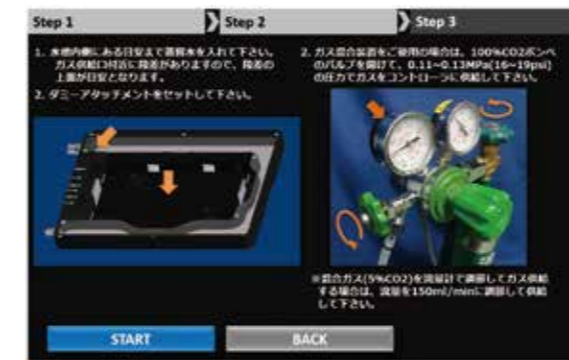 Step 1
Step 2
Step 3
1. 水槽内側にある目安まで蒸留水を入れて下さい。
ガス供給口付近に段差がありますので、段差の
上面が目安となります。
2. ダミーアタッチメントをセットして下さい。
2. ガス混合装置をご使用の場合は、100%CO2ボンベ
のバルブを開けて、0.11~0.13MPa(16~19psi)
の圧力でガスをコントローラに供給して下さい。
※混合ガス(5%CO2)を流量計で調節してガス供給
する場合は、流量を150ml/minに調節して供給
して下さい。
START
BACK